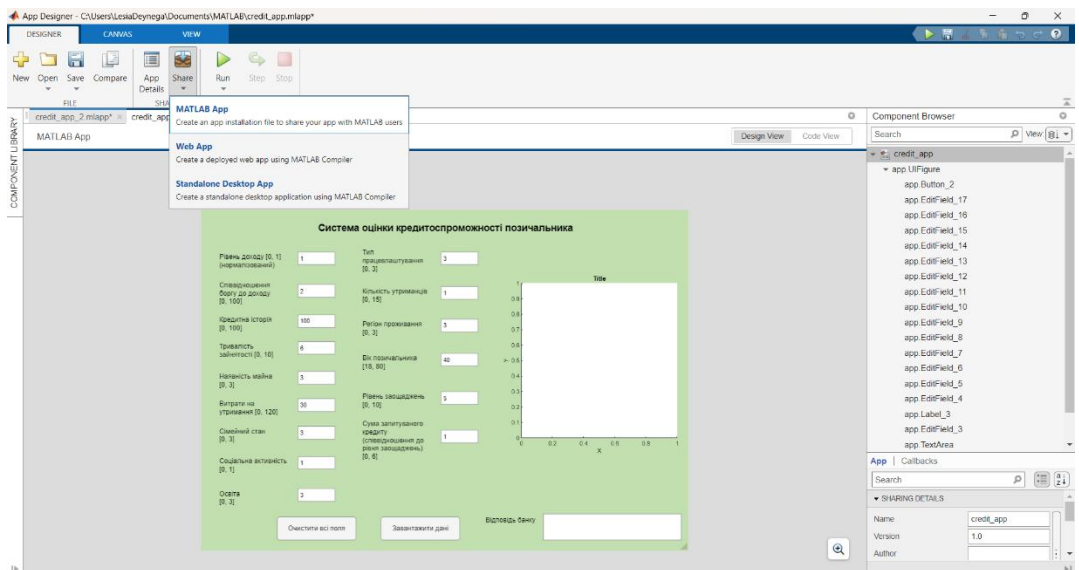 App Designer - C:\Users\LesiaDeynega\Documents\MATLAB\credit_app.mlapp*
DESIGNER CANVAS VIEW
New Open Save Compare App Details Share Run Step Stop
FILE SHA
credit_app_2.mlapp* credit_app
MATLAB App
Design View Code View
COMPONENT LIBRARY
MATLAB App
Create an app installation file to share your app with MATLAB users
Web App
Create a deployed web app using MATLAB Compiler
Standalone Desktop App
Create a standalone desktop application using MATLAB Compiler
Система оцінки кредитоспроможності позичальника
Рівень доходу [0, 1]
(нормалізований)
1
Співвідношення
боргу до доходу
[0, 100]
2
Кредитна історія
[0, 100]
100
Тривалість
зайнятості [0, 10]
6
Наявність майна
[0, 3]
3
Витрати на
утримання [0, 120]
30
Сімейний стан
[0, 3]
3
Соціальна активність
[0, 1]
1
Освіта
[0, 3]
3
Тип
працевлаштування
[0, 3]
3
Кількість утриманців
[0, 15]
1
Регіон проживання
[0, 3]
3
Вік позичальника
[18, 80]
40
Рівень заощаджень
[0, 10]
5
Сума запитуваного
кредиту
(співвідношення до
рівня заощаджень)
[0, 6]
1
Title
1
0.9
0.8
0.7
0.6
0.5
0.4
0.3
0.2
0.1
0
Y
0 0.2 0.4 0.6 0.8 1
X
Очистити всі поля
Завантажити дані
Відповідь банку
Component Browser
Search
View
credit_app
app.UIFigure
app.Button_2
app.EditField_17
app.EditField_16
app.EditField_15
app.EditField_14
app.EditField_13
app.EditField_12
app.EditField_11
app.EditField_10
app.EditField_9
app.EditField_8
app.EditField_7
app.EditField_6
app.EditField_5
app.EditField_4
app.Label_3
app.EditField_3
app.TextArea
App | Callbacks
Search
SHARING DETAILS
Name credit_app
Version 1.0
Author